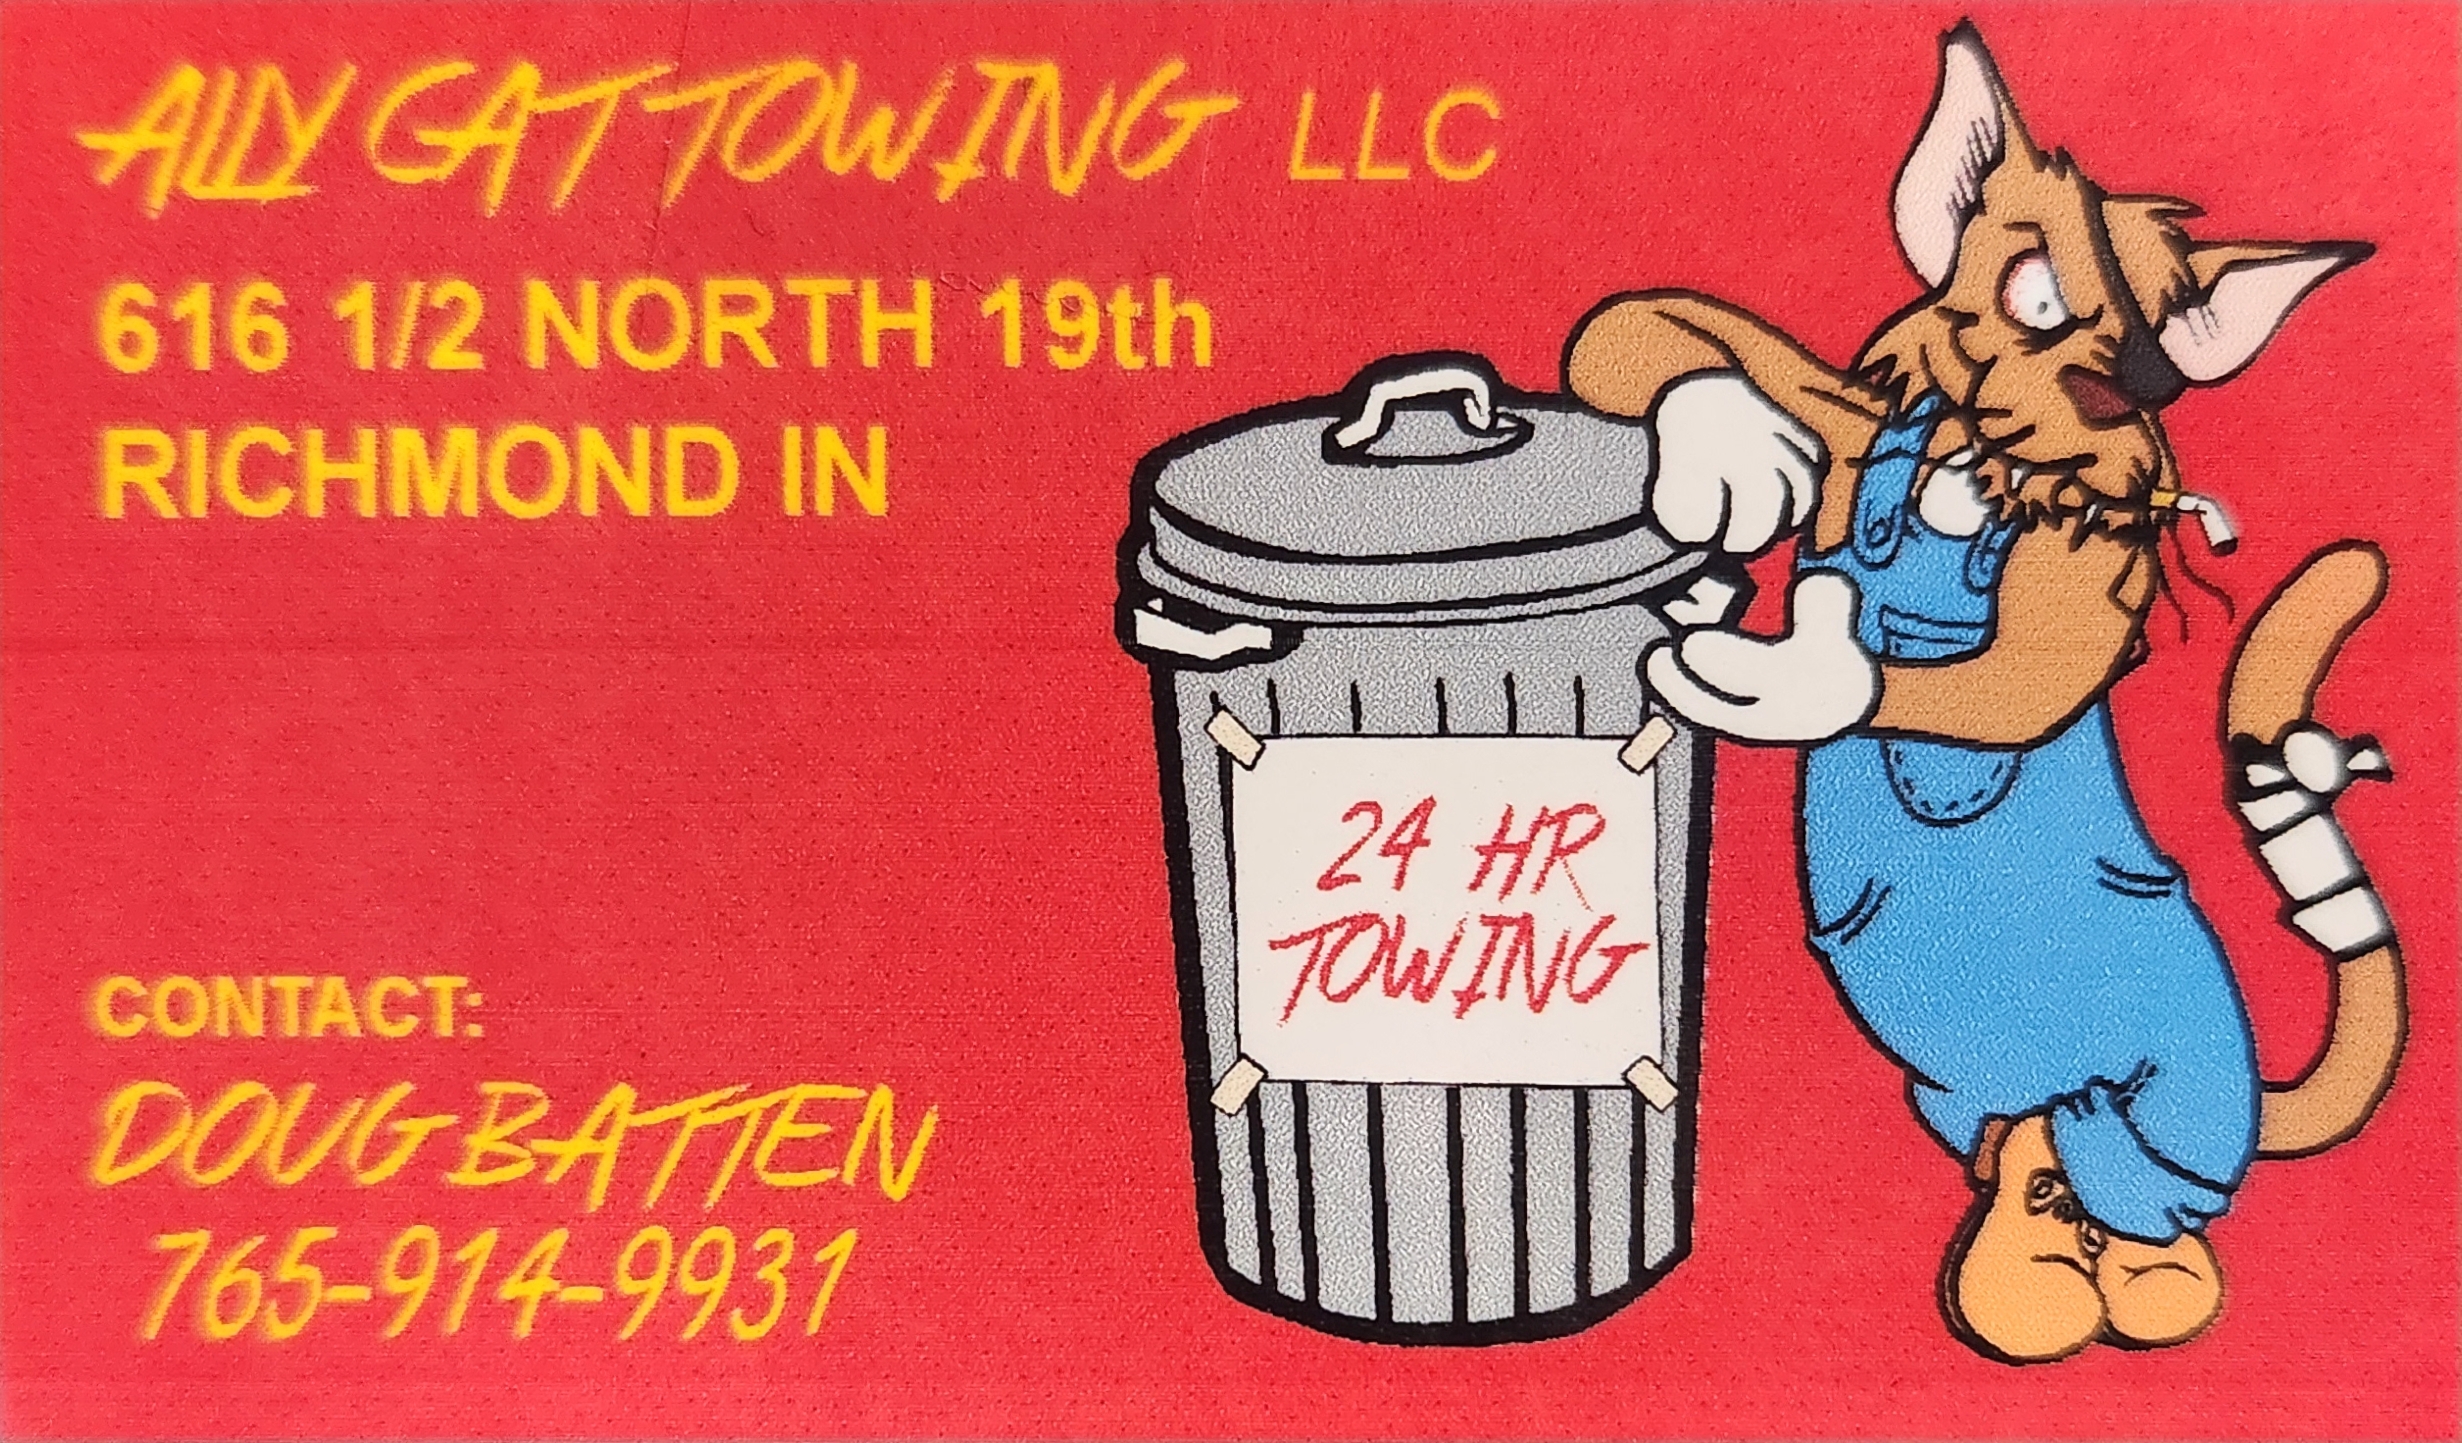 ALLY CAT TOWING LLC
616 1/2 NORTH 19th
RICHMOND IN
24 HR
TOWING
CONTACT:
DOUG BATTEN
765-914-9931